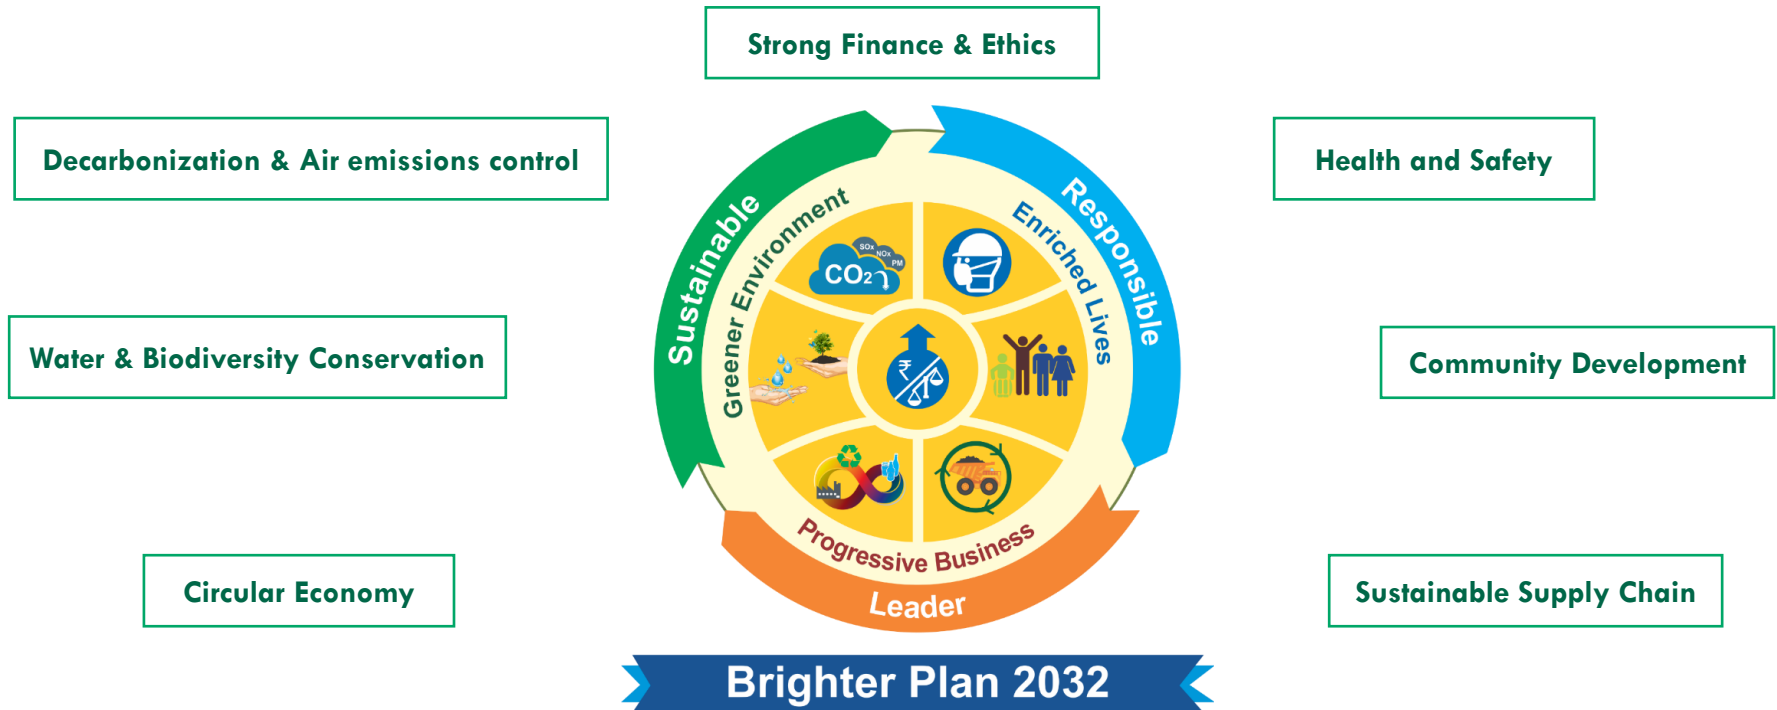 Strong Finance & Ethics
Decarbonization & Air emissions control
Health and Safety
Sustainable
Responsible
Greener Environment
Enriched Lives
SOx
NOx
PM
CO2
Water & Biodiversity Conservation
Community Development
₹
Circular Economy
Sustainable Supply Chain
Progressive Business
Leader
Brighter Plan 2032